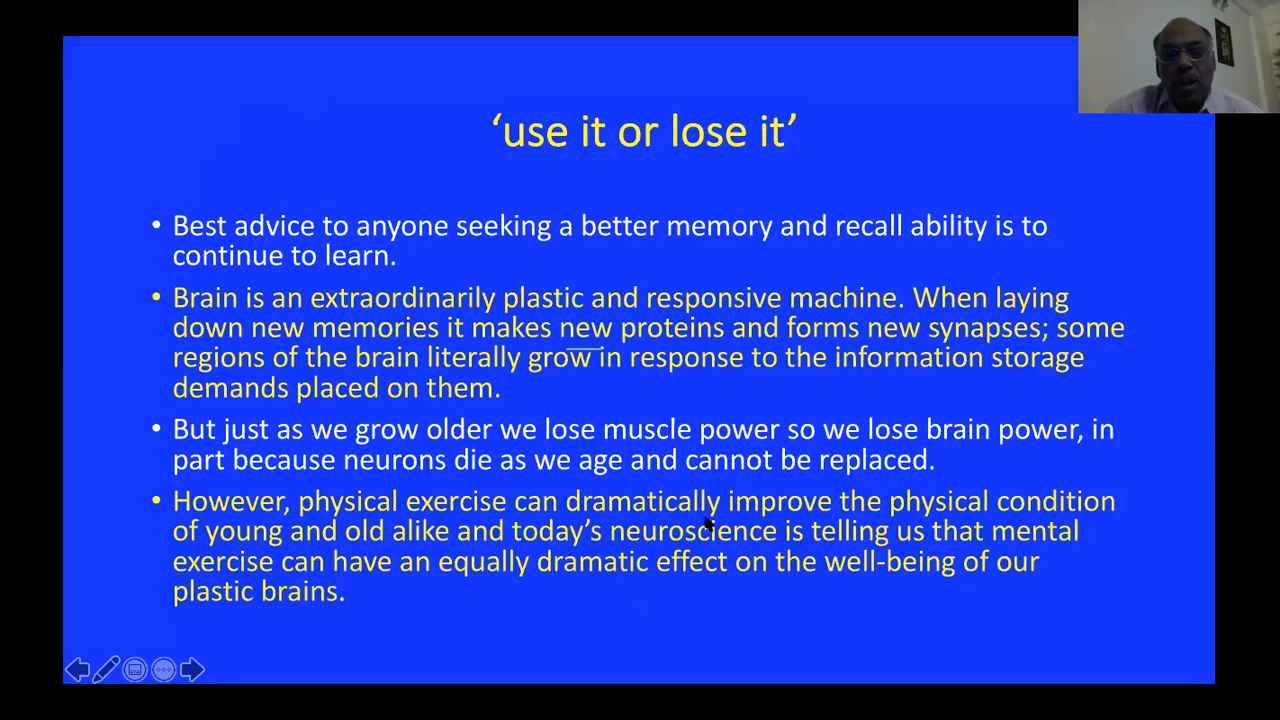 ‘use it or lose it’
• Best advice to anyone seeking a better memory and recall ability is to
continue to learn.
• Brain is an extraordinarily plastic and responsive machine. When laying
down new memories it makes new proteins and forms new synapses; some
regions of the brain literally grow in response to the information storage
demands placed on them.
• But just as we grow older we lose muscle power so we lose brain power, in
part because neurons die as we age and cannot be replaced.
• However, physical exercise can dramatically improve the physical condition
of young and old alike and today’s neuroscience is telling us that mental
exercise can have an equally dramatic effect on the well-being of our
plastic brains.